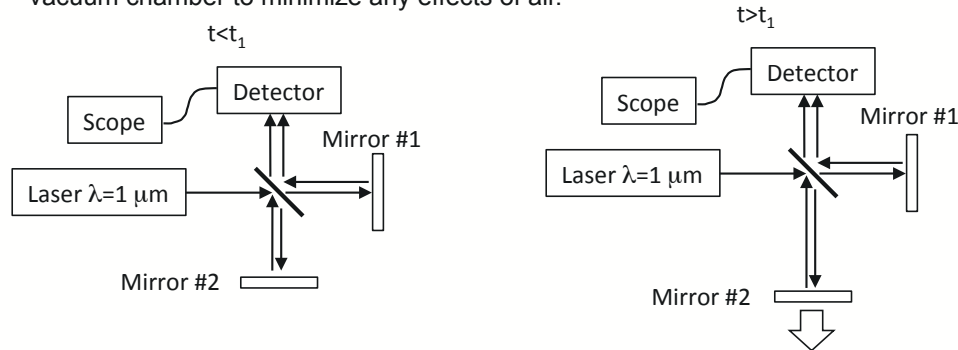 vacuum chamber to minimize any effects of air.
t<t₁
Detector
Scope
Mirror #1
Laser λ=1 μm
Mirror #2
t>t₁
Detector
Scope
Mirror #1
Laser λ=1 μm
Mirror #2